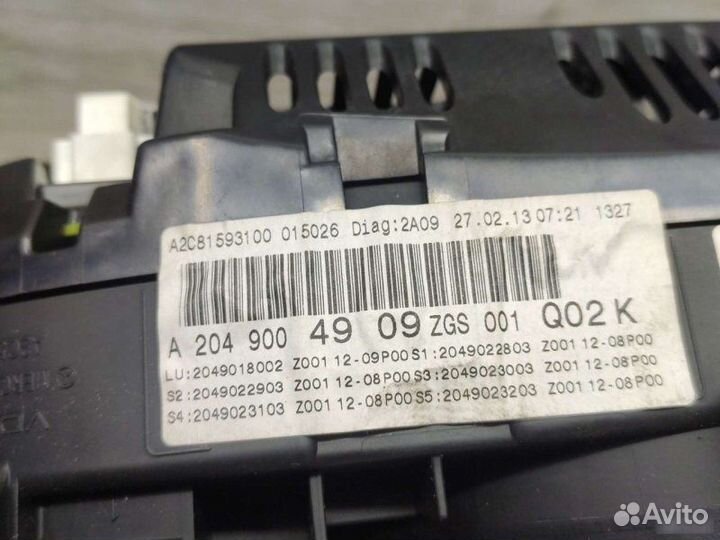 A2C81593100 015026 Diag:2A09 27.02.13 07:21 1327
A 204 900 49 09 ZGS 001 Q02 K
LU:2049018002 Z001 12-09P00 S1:2049022803 Z001 12-08P00
S2:2049022903 Z001 12-08P00 S3:2049023003 Z001 12-08P00
S4:2049023103 Z001 12-08P00 S5:2049023203 Z001 12-08P00
Avito